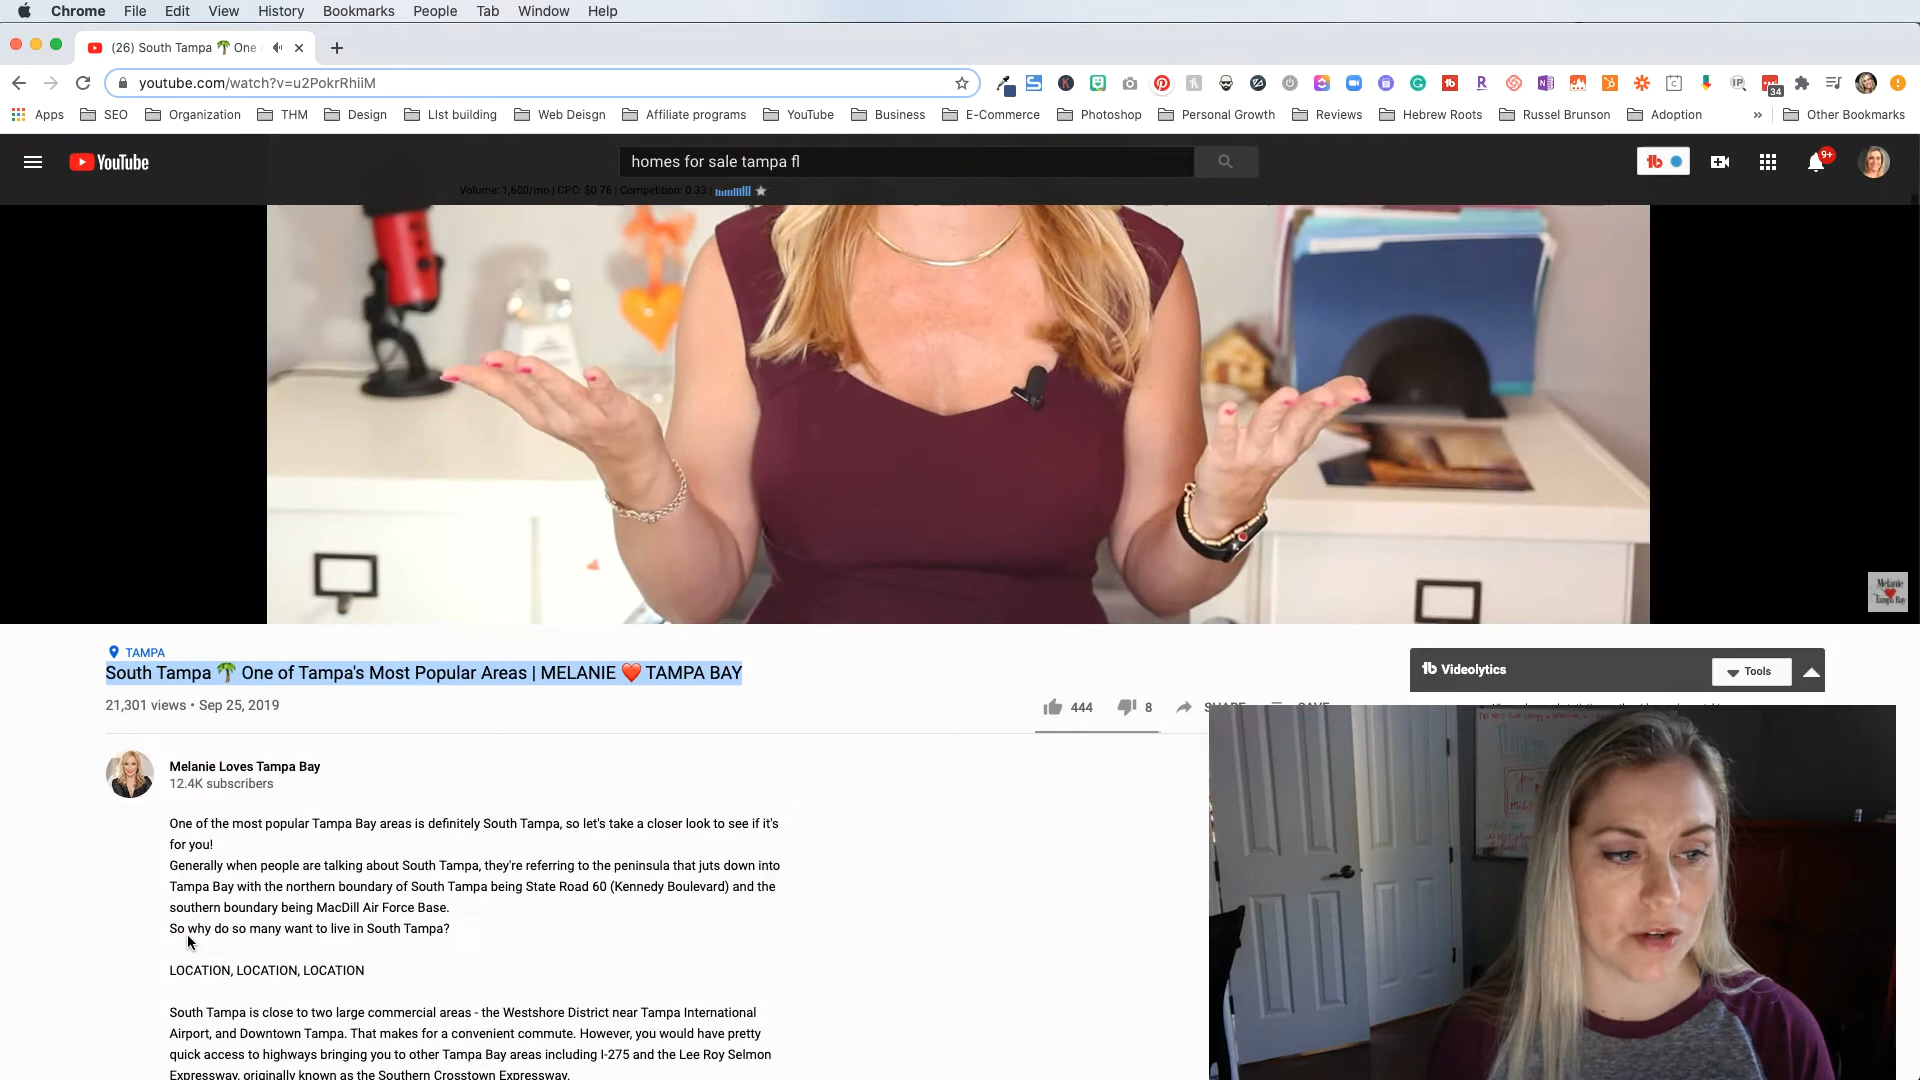 Chrome File Edit View History Bookmarks People Tab Window Help
(26) South Tampa 🌴 One
youtube.com/watch?v=u2PokrRhiiM
34
Apps SEO Organization THM Design LIst building Web Deisgn Affiliate programs YouTube Business E-Commerce Photoshop Personal Growth Reviews Hebrew Roots Russel Brunson Adoption » Other Bookmarks
YouTube
homes for sale tampa fl
9+
Volume: 1,600/mo | CPC: $0.76 | Competition: 0.33 |
Melanie
Tampa Bay
TAMPA
South Tampa 🌴 One of Tampa's Most Popular Areas | MELANIE ❤️ TAMPA BAY
21,301 views • Sep 25, 2019
444 8 SHARE SAVE
Videolytics Tools
Melanie Loves Tampa Bay
12.4K subscribers
One of the most popular Tampa Bay areas is definitely South Tampa, so let's take a closer look to see if it's
for you!
Generally when people are talking about South Tampa, they're referring to the peninsula that juts down into
Tampa Bay with the northern boundary of South Tampa being State Road 60 (Kennedy Boulevard) and the
southern boundary being MacDill Air Force Base.
So why do so many want to live in South Tampa?
LOCATION, LOCATION, LOCATION
South Tampa is close to two large commercial areas - the Westshore District near Tampa International
Airport, and Downtown Tampa. That makes for a convenient commute. However, you would have pretty
quick access to highways bringing you to other Tampa Bay areas including I-275 and the Lee Roy Selmon
Expressway, originally known as the Southern Crosstown Expressway.